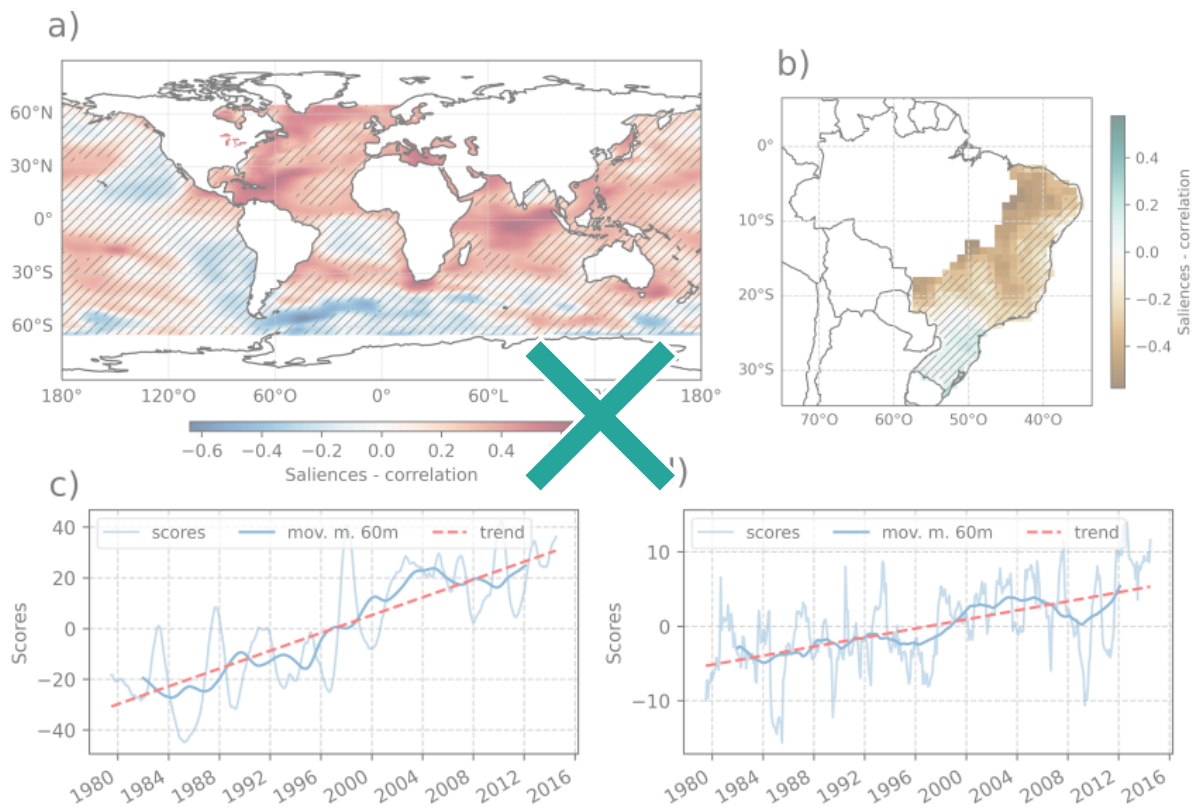 a)
60°N
30°N
0°
30°S
60°S
180°
120°O
60°O
0°
60°L
180°
−0.6
−0.4
−0.2
0.0
0.2
0.4
Saliences - correlation
b)
0°
10°S
20°S
30°S
70°O
60°O
50°O
40°O
0.4
0.2
0.0
−0.2
−0.4
Saliences - correlation
c)
scores
mov. m. 60m
trend
40
20
0
−20
−40
Scores
1980
1984
1988
1992
1996
2000
2004
2008
2012
2016
scores
mov. m. 60m
trend
10
0
−10
Scores
1980
1984
1988
1992
1996
2000
2004
2008
2012
2016